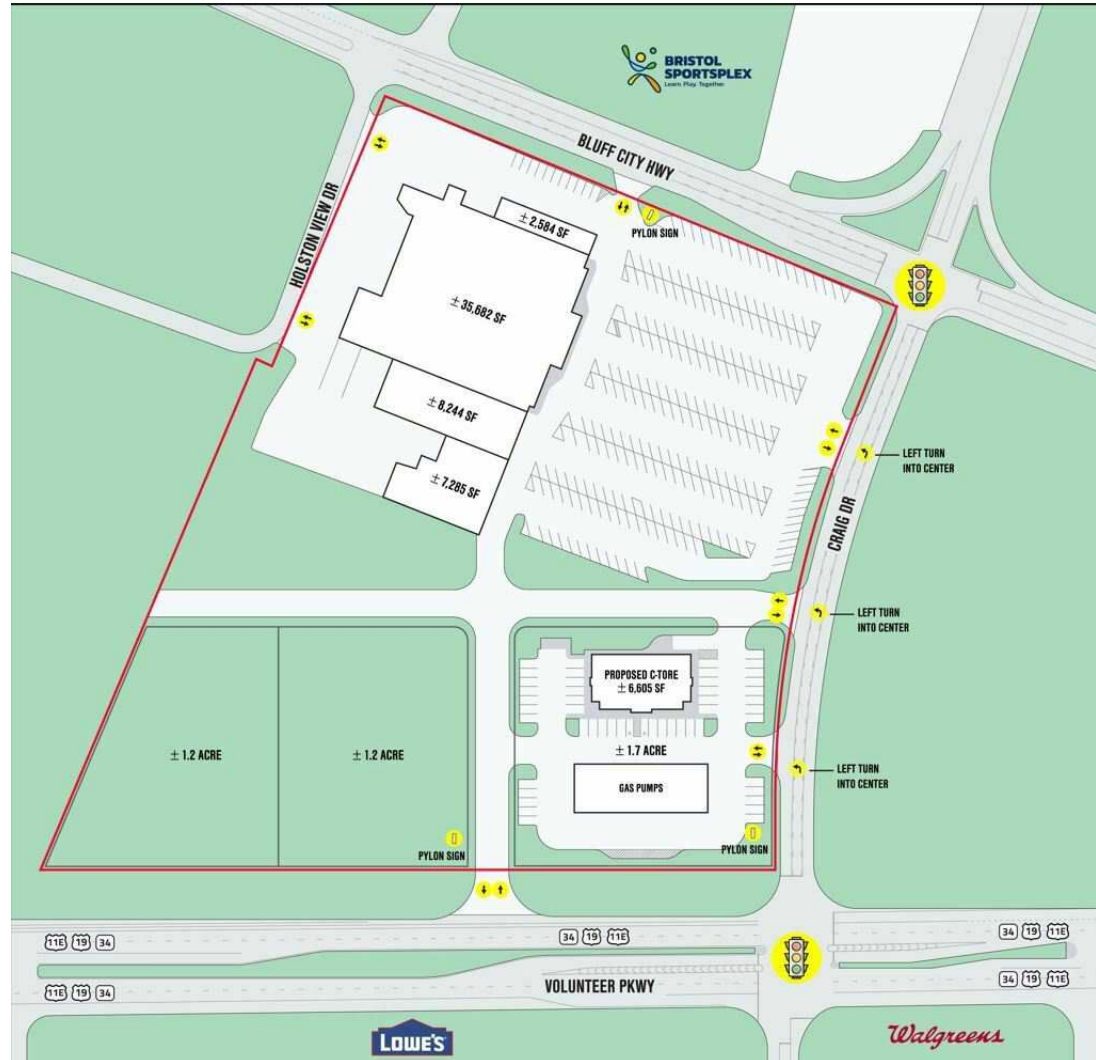 BRISTOL
SPORTSPLEX
Learn Play Together
BLUFF CITY HWY
HOLSTON VIEW DR
± 2,584 SF
PYLON SIGN
± 35,682 SF
± 8,244 SF
± 7,285 SF
LEFT TURN
INTO CENTER
CRAIG DR
LEFT TURN
INTO CENTER
PROPOSED C-TORE
± 6,605 SF
± 1.2 ACRE
± 1.2 ACRE
± 1.7 ACRE
LEFT TURN
INTO CENTER
GAS PUMPS
PYLON SIGN
PYLON SIGN
11E 19 34
34 19 11E
34 19 11E
11E 19 34
VOLUNTEER PKWY
34 19 11E
LOWE'S
Walgreens